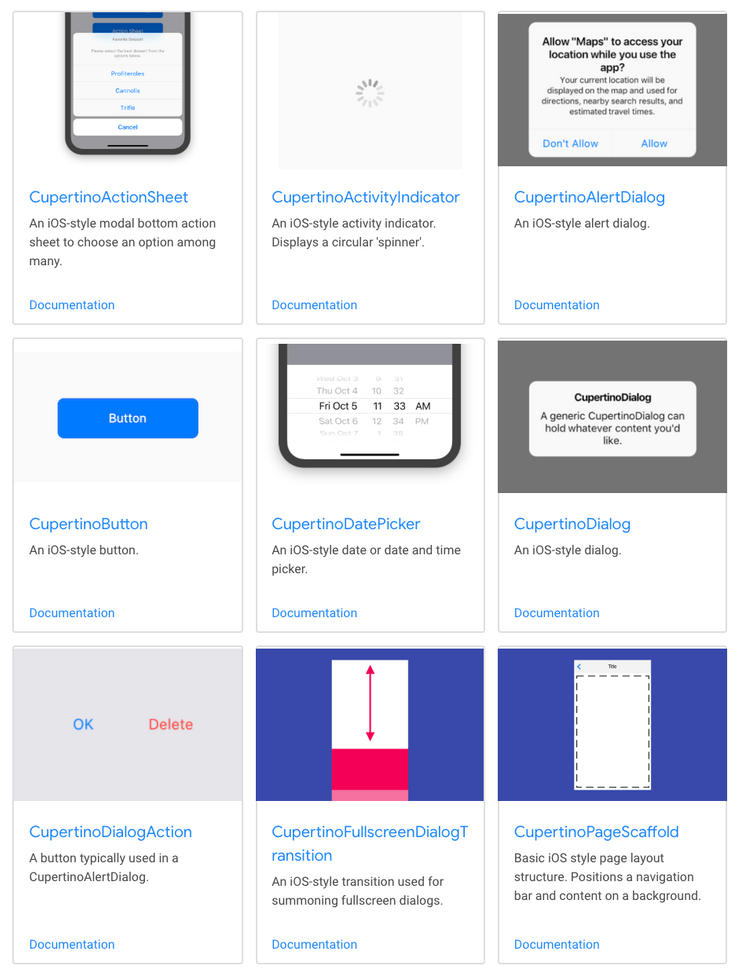 Action Sheet
Favorite Dessert
Please select the best dessert from the
options below.
Profiteroles
Cannolis
Trifle
Cancel
CupertinoActionSheet
An iOS-style modal bottom action
sheet to choose an option among
many.
Documentation
CupertinoActivityIndicator
An iOS-style activity indicator.
Displays a circular 'spinner'.
Documentation
Allow "Maps" to access your
location while you use the
app?
Your current location will be
displayed on the map and used for
directions, nearby search results, and
estimated travel times.
Don't Allow Allow
CupertinoAlertDialog
An iOS-style alert dialog.
Documentation
Button
CupertinoButton
An iOS-style button.
Documentation
Wed Oct 3 9 31
Thu Oct 4 10 32
Fri Oct 5 11 33 AM
Sat Oct 6 12 34 PM
Sun Oct 7 1 35
CupertinoDatePicker
An iOS-style date or date and time
picker.
Documentation
CupertinoDialog
A generic CupertinoDialog can
hold whatever content you'd
like.
CupertinoDialog
An iOS-style dialog.
Documentation
OK Delete
CupertinoDialogAction
A button typically used in a
CupertinoAlertDialog.
Documentation
CupertinoFullscreenDialogT
ransition
An iOS-style transition used for
summoning fullscreen dialogs.
Documentation
Title
CupertinoPageScaffold
Basic iOS style page layout
structure. Positions a navigation
bar and content on a background.
Documentation